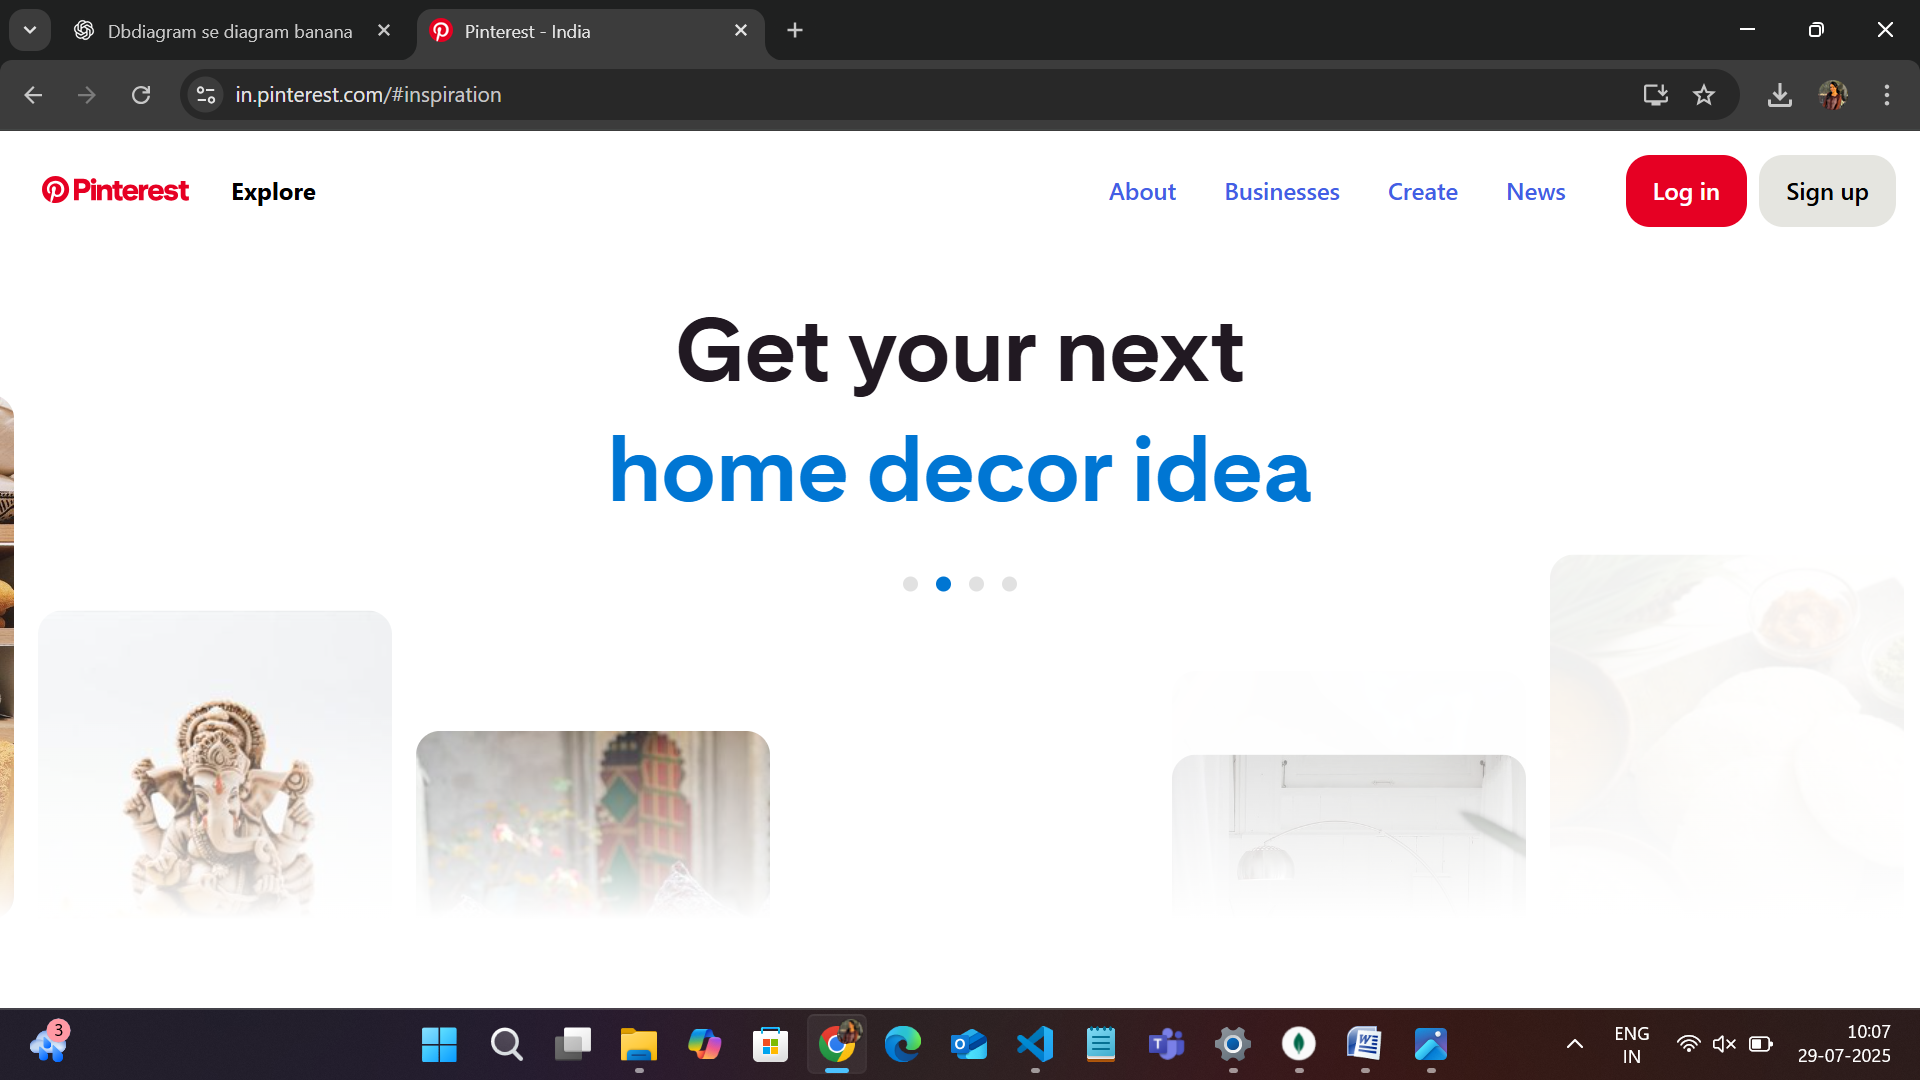 Dbdiagram se diagram banana
Pinterest - India
in.pinterest.com/#inspiration
Pinterest
Explore
About
Businesses
Create
News
Log in
Sign up
Get your next
home decor idea
3
ENG
IN
10:07
29-07-2025